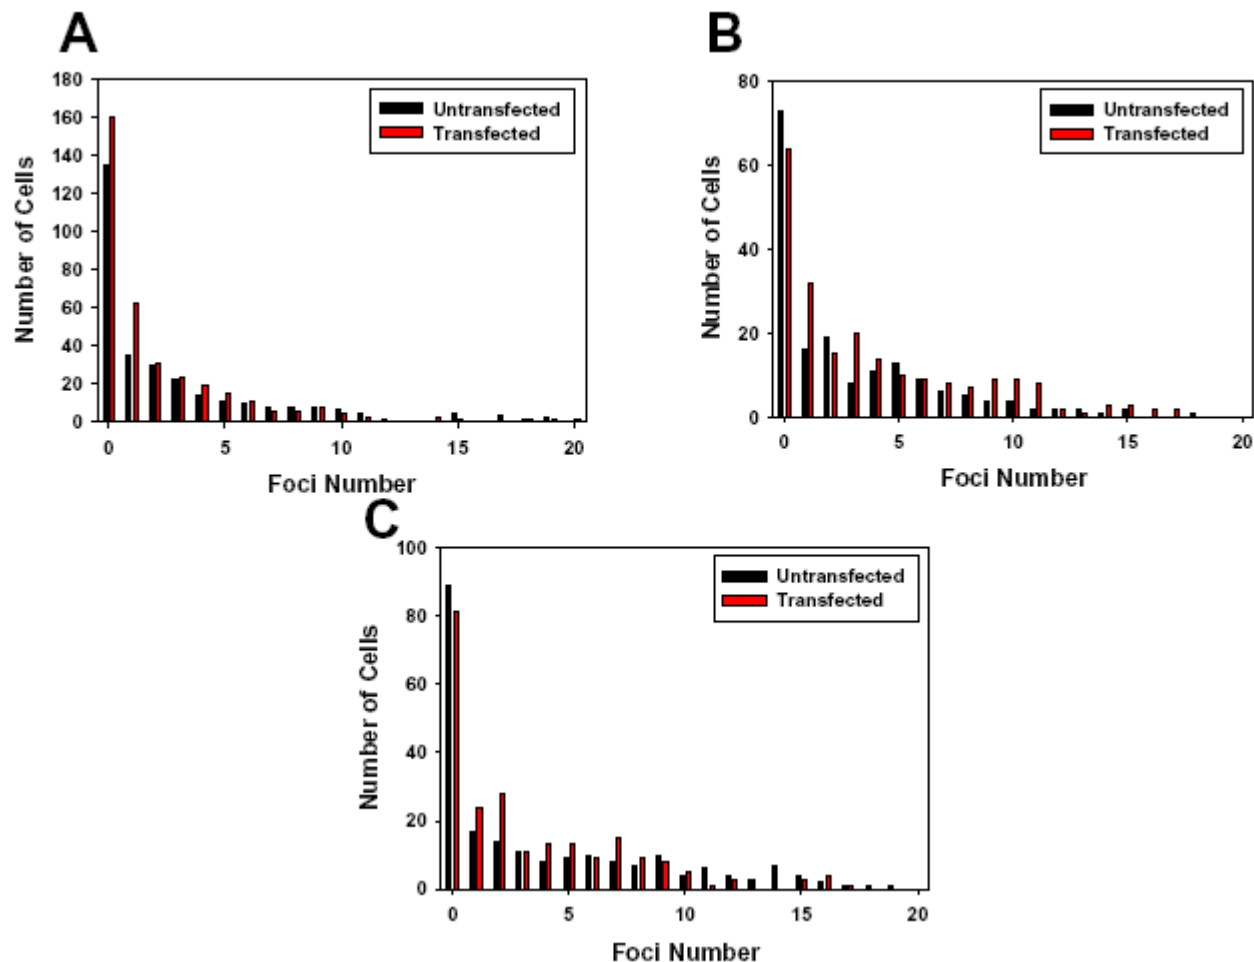 A
B
180
160
140
120
100
80
60
40
20
0
Number of Cells
Untransfected
Transfected
0 5 10 15 20
Foci Number
80
60
40
20
0
Number of Cells
Untransfected
Transfected
0 5 10 15 20
Foci Number
C
100
80
60
40
20
0
Number of Cells
Untransfected
Transfected
0 5 10 15 20
Foci Number